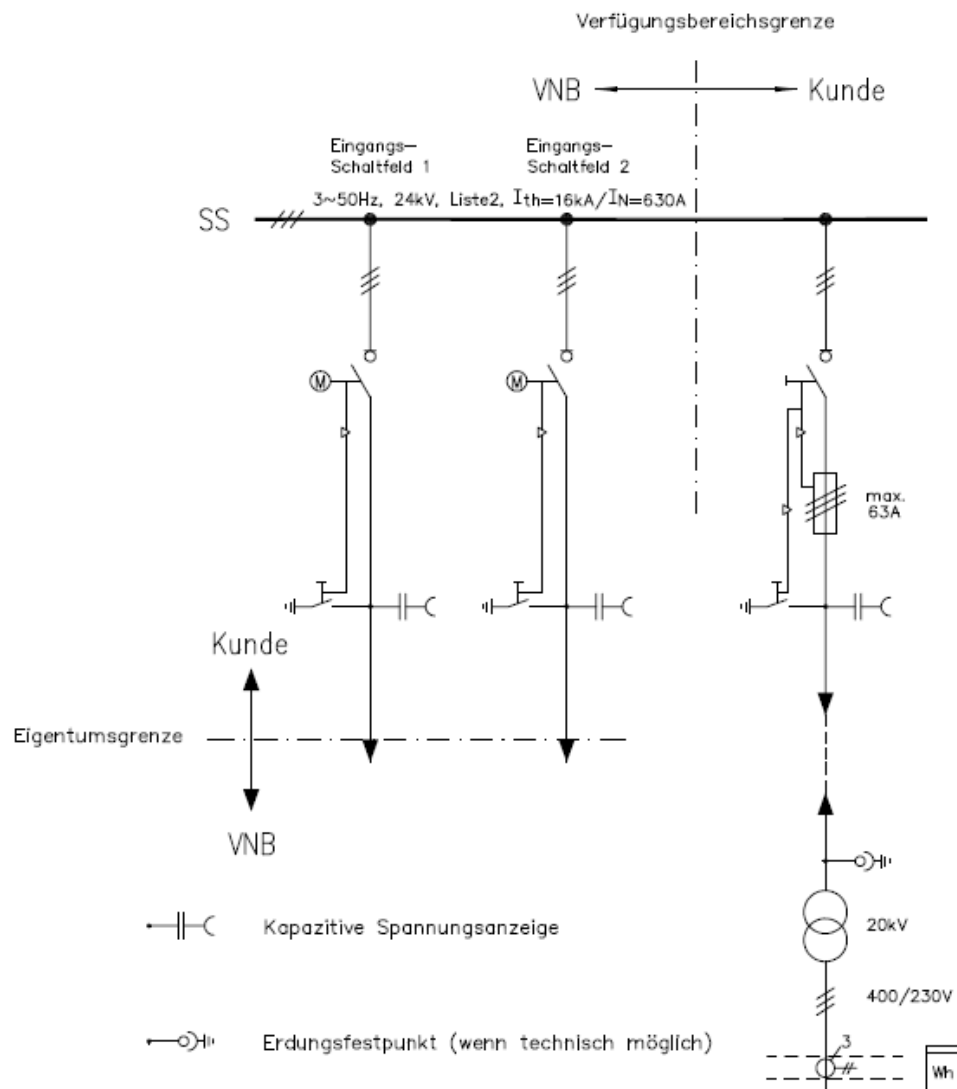 Verfügungsbereichsgrenze
VNB
Kunde
Eingangs-
Schaltfeld 1
Eingangs-
Schaltfeld 2
3~50Hz, 24kV, Liste2, Ith=16kA/IN=630A
SS
M
M
max.
63A
Kunde
Eigentumsgrenze
VNB
Kapazitive Spannungsanzeige
20kV
400/230V
Erdungsfestpunkt (wenn technisch möglich)
3
Wh